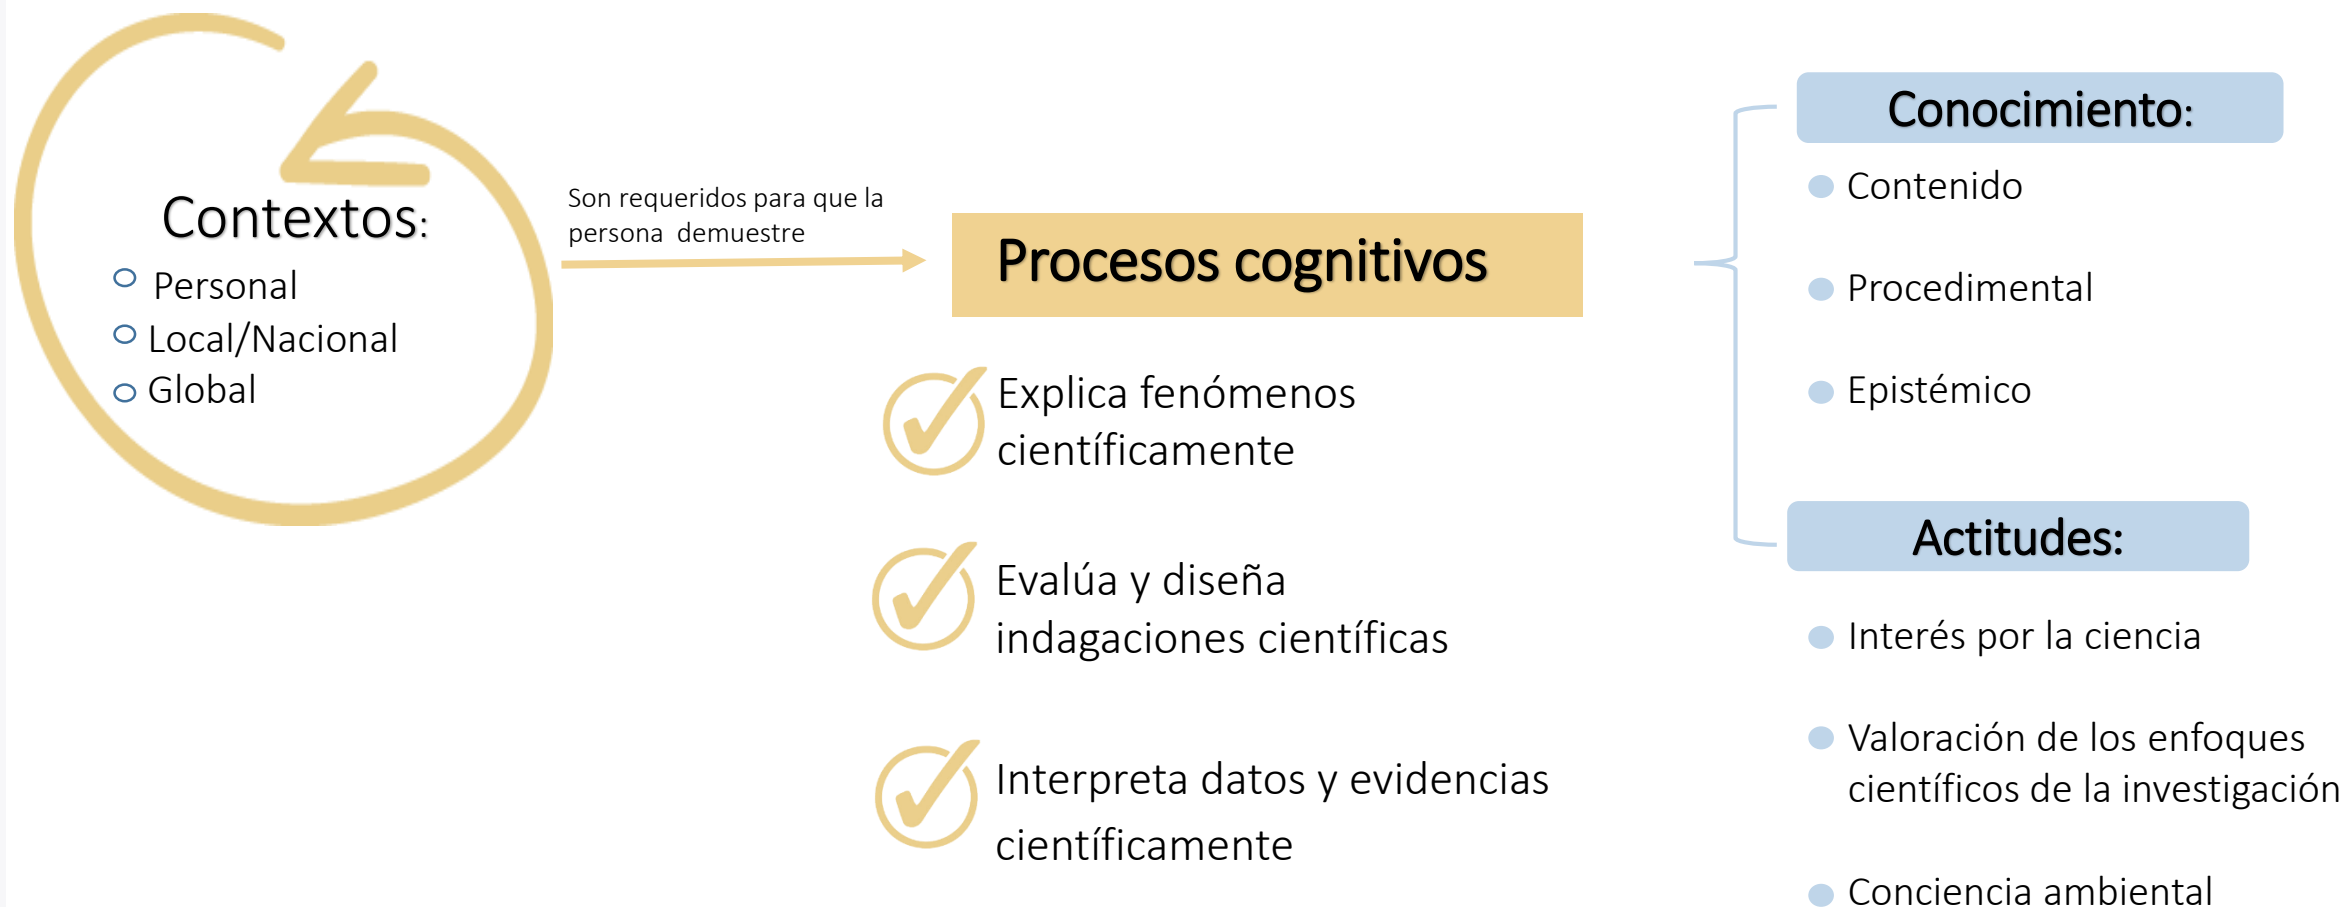 Contextos:
Personal
Local/Nacional
Global
Son requeridos para que la
persona demuestre
Procesos cognitivos
Explica fenómenos
científicamente
Evalúa y diseña
indagaciones científicas
Interpreta datos y evidencias
científicamente
Conocimiento:
Contenido
Procedimental
Epistémico
Actitudes:
Interés por la ciencia
Valoración de los enfoques
científicos de la investigación
Conciencia ambiental